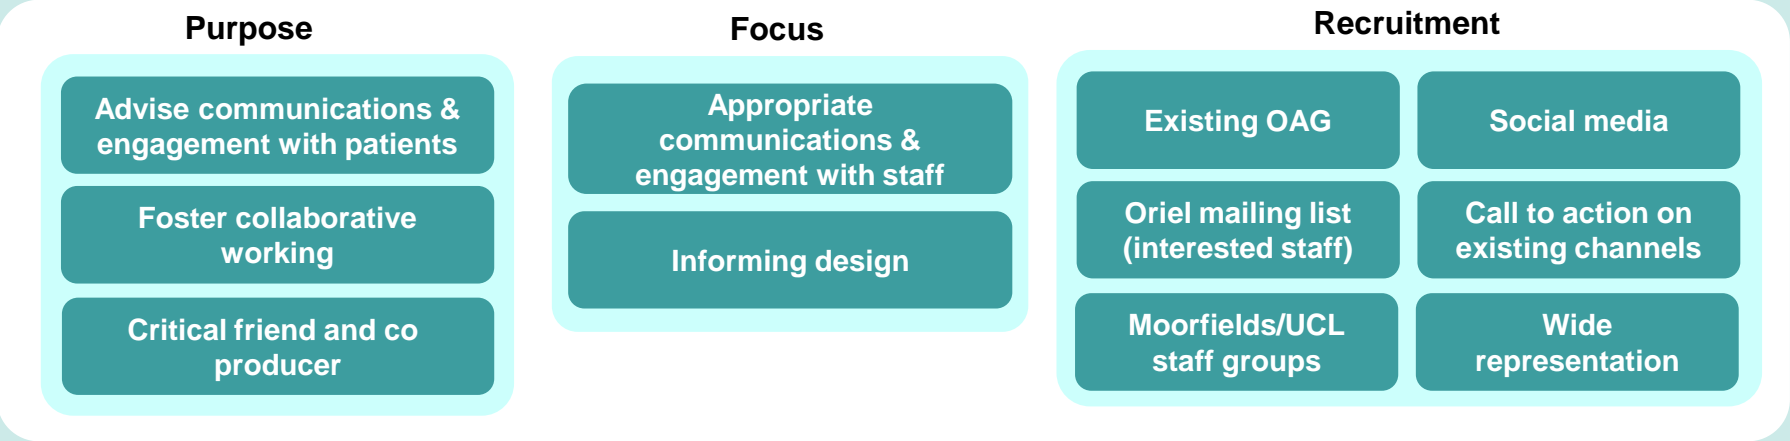 Purpose
Advise communications &
engagement with patients
Foster collaborative
working
Critical friend and co
producer
Focus
Appropriate
communications &
engagement with staff
Informing design
Recruitment
Existing OAG
Social media
Oriel mailing list
(interested staff)
Call to action on
existing channels
Moorfields/UCL
staff groups
Wide
representation